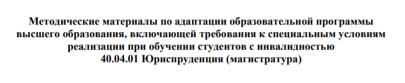 Методические материалы по адаптации образовательной программы
высшего образования, включающей требования к специальным условиям
реализации при обучении студентов с инвалидностью
40.04.01 Юриспруденция (магистратура)